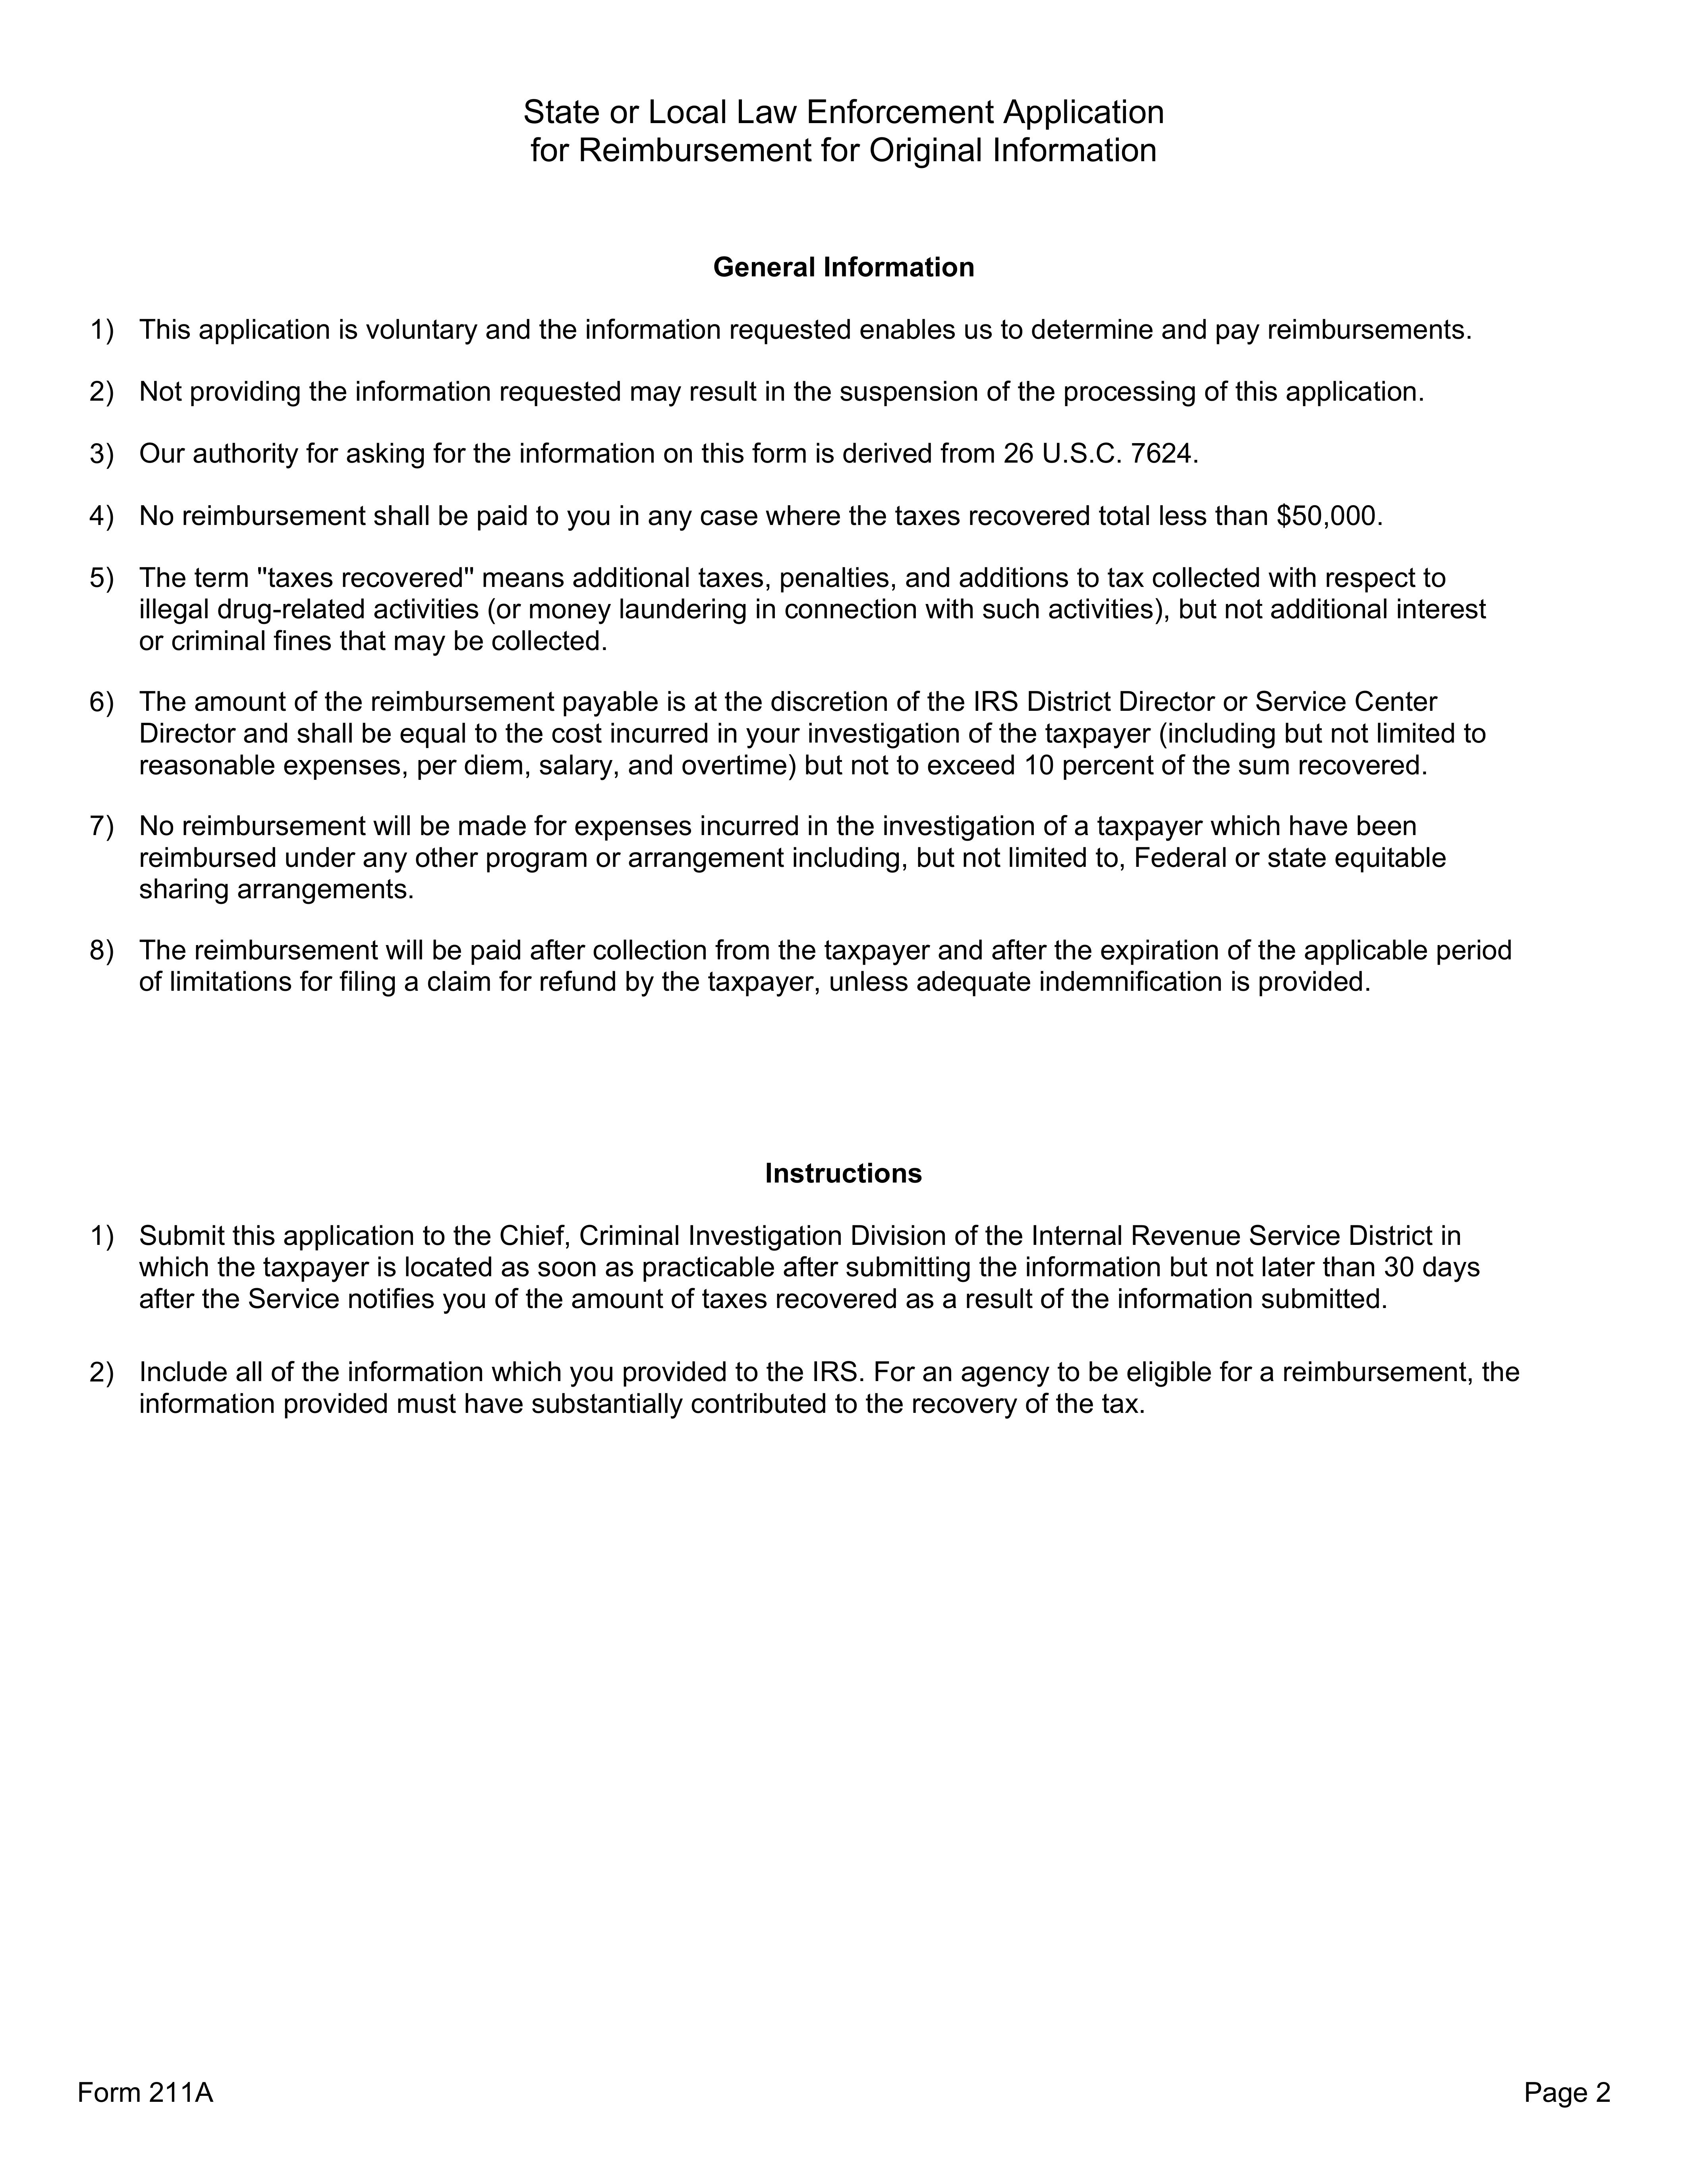 State or Local Law Enforcement Application
for Reimbursement for Original Information
General Information
1) This application is voluntary and the information requested enables us to determine and pay reimbursements.
2) Not providing the information requested may result in the suspension of the processing of this application.
3) Our authority for asking for the information on this form is derived from 26 U.S.C. 7624.
4) No reimbursement shall be paid to you in any case where the taxes recovered total less than $50,000.
5) The term "taxes recovered" means additional taxes, penalties, and additions to tax collected with respect to
illegal drug-related activities (or money laundering in connection with such activities), but not additional interest
or criminal fines that may be collected.
6) The amount of the reimbursement payable is at the discretion of the IRS District Director or Service Center
Director and shall be equal to the cost incurred in your investigation of the taxpayer (including but not limited to
reasonable expenses, per diem, salary, and overtime) but not to exceed 10 percent of the sum recovered.
7) No reimbursement will be made for expenses incurred in the investigation of a taxpayer which have been
reimbursed under any other program or arrangement including, but not limited to, Federal or state equitable
sharing arrangements.
8) The reimbursement will be paid after collection from the taxpayer and after the expiration of the applicable period
of limitations for filing a claim for refund by the taxpayer, unless adequate indemnification is provided.
Instructions
1) Submit this application to the Chief, Criminal Investigation Division of the Internal Revenue Service District in
which the taxpayer is located as soon as practicable after submitting the information but not later than 30 days
after the Service notifies you of the amount of taxes recovered as a result of the information submitted.
2) Include all of the information which you provided to the IRS. For an agency to be eligible for a reimbursement, the
information provided must have substantially contributed to the recovery of the tax.
Form 211A
Page 2